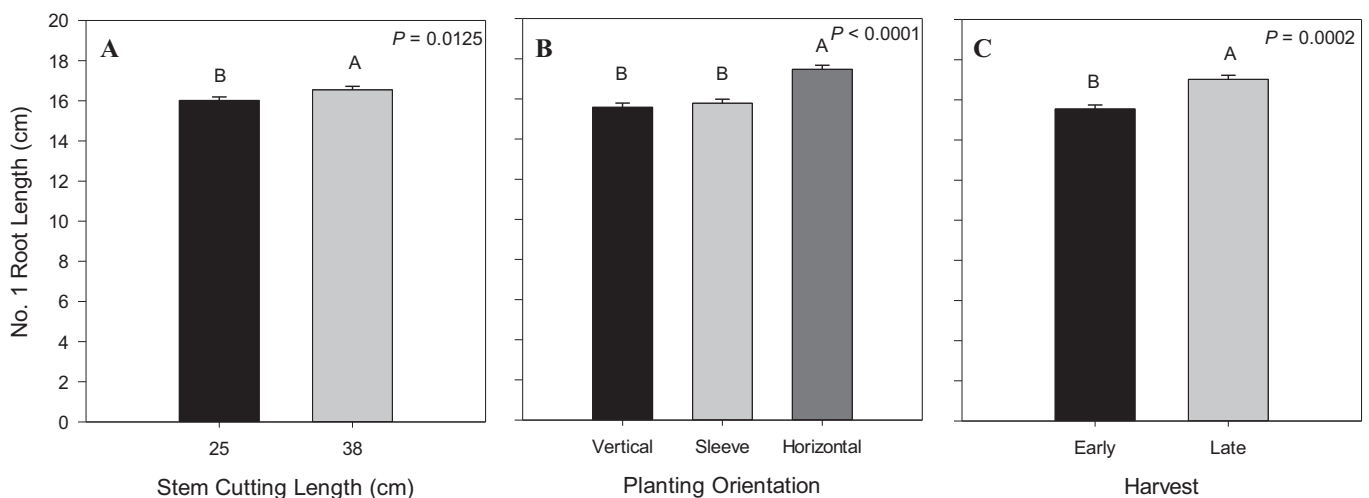 A
P = 0.0125
B
A
20
18
16
14
12
10
8
6
4
2
0
No. 1 Root Length (cm)
25
38
Stem Cutting Length (cm)
B
P < 0.0001
B
B
A
Vertical
Sleeve
Horizontal
Planting Orientation
C
P = 0.0002
B
A
Early
Late
Harvest